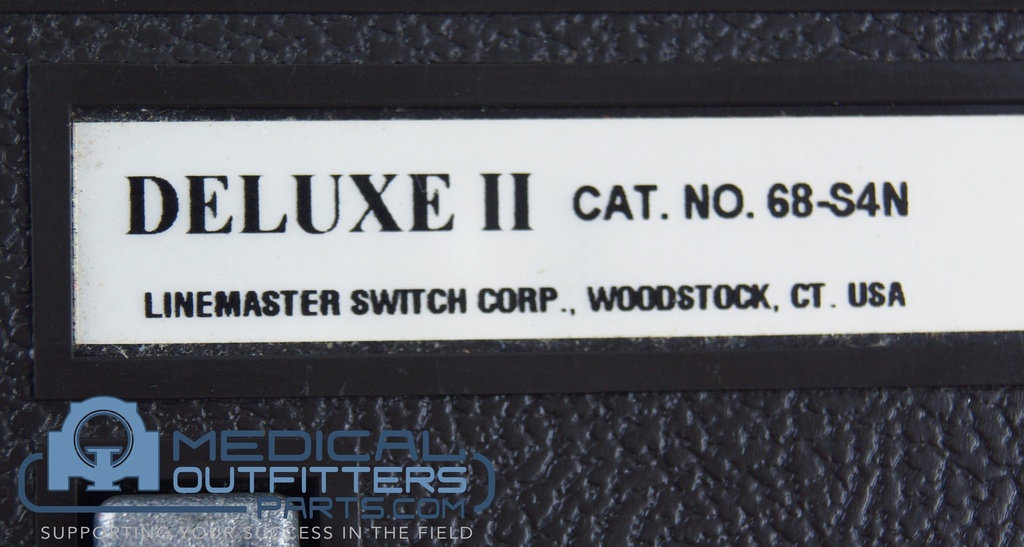 DELUXE II CAT. NO. 68-S4N
LINEMASTER SWITCH CORP., WOODSTOCK, CT. USA
MEDICAL
OUTFITTERS
PARTS.COM
SUPPORTING YOUR SUCCESS IN THE FIELD